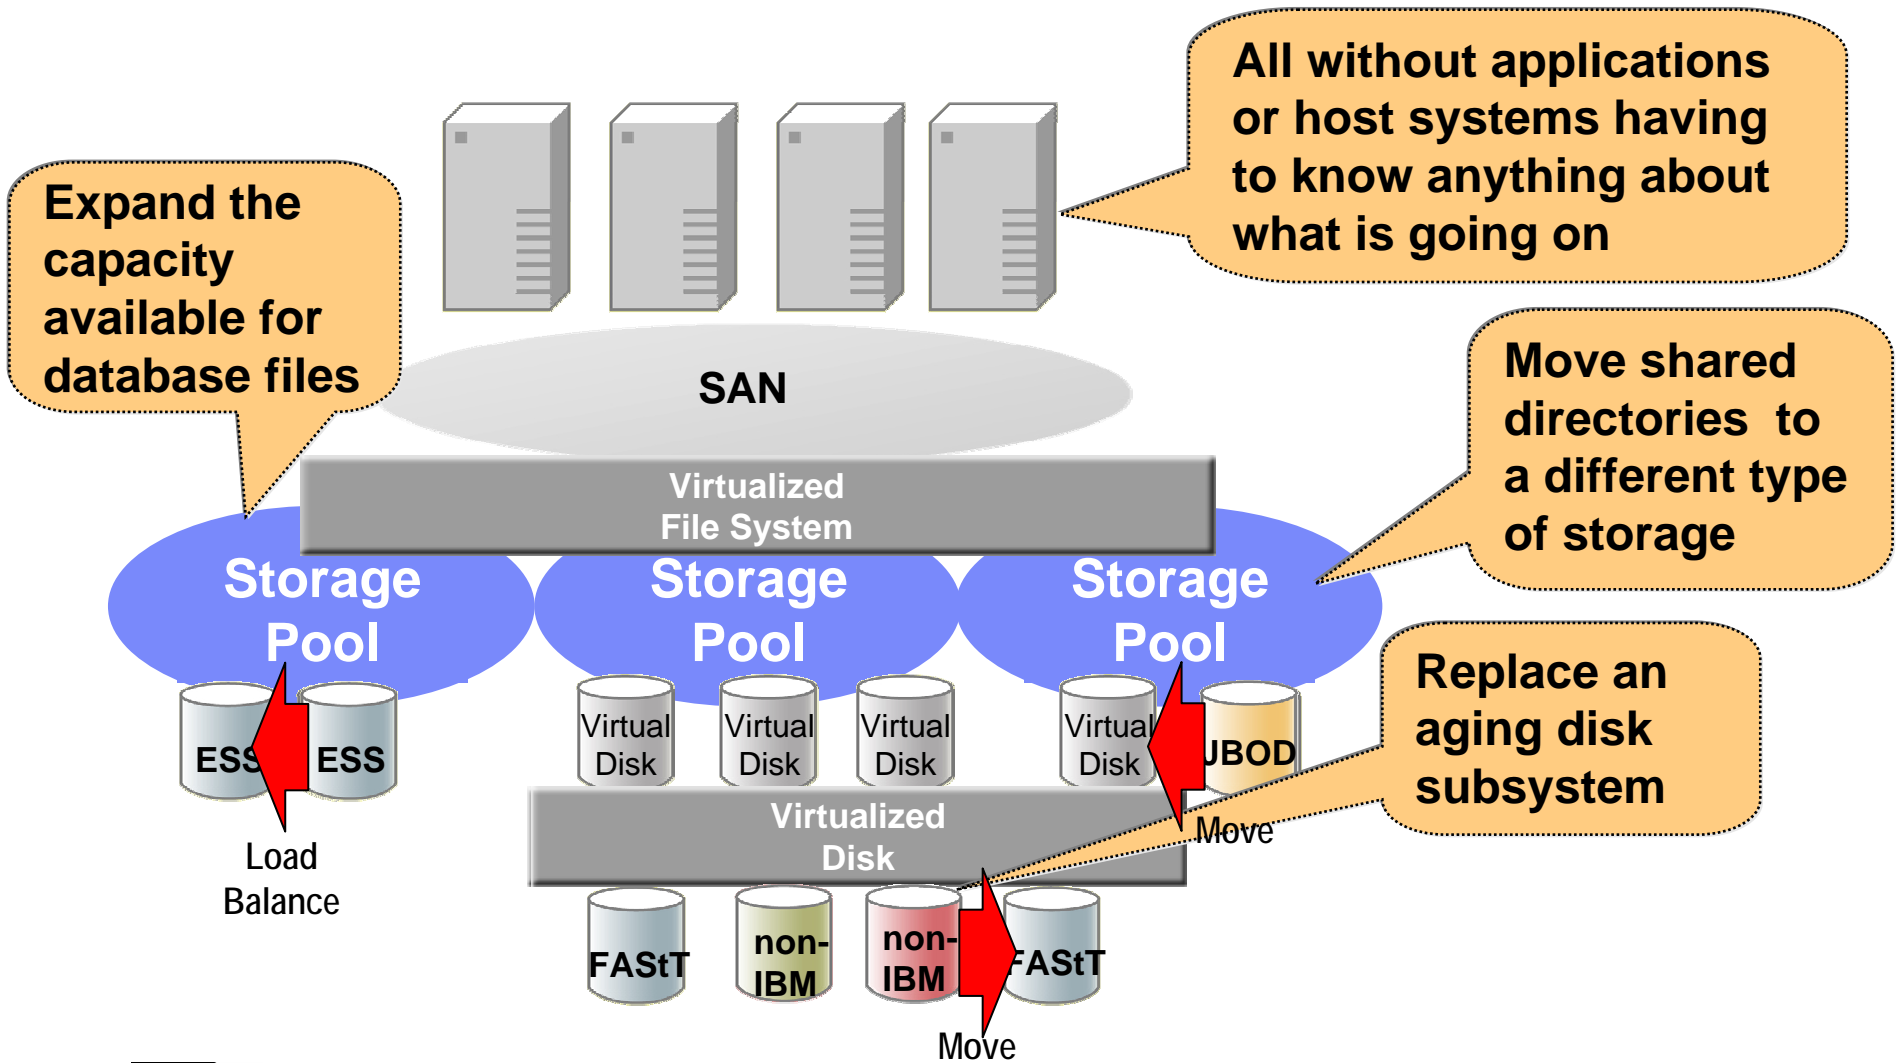 All without applications
or host systems having
to know anything about
what is going on
Expand the
capacity
available for
database files
SAN
Move shared
directories to
a different type
of storage
Virtualized
File System
Storage
Pool
Storage
Pool
Storage
Pool
Replace an
aging disk
subsystem
ESS
ESS
Virtual
Disk
Virtual
Disk
Virtual
Disk
Virtual
Disk
JBOD
Load
Balance
Virtualized
Disk
Move
FAStT
non-
IBM
non-
IBM
FAStT
Move